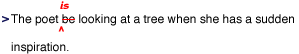 is
>The poet be looking at a tree when she has a sudden
^
inspiration.